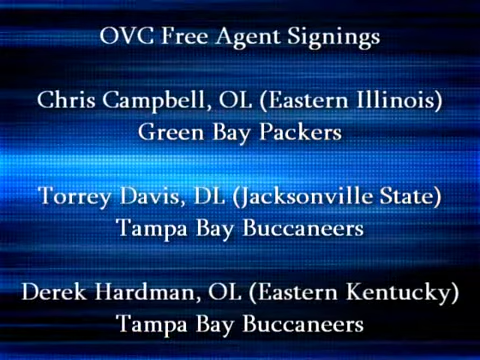 OVC Free Agent Signings
Chris Campbell, OL (Eastern Illinois)
Green Bay Packers
Torrey Davis, DL (Jacksonville State)
Tampa Bay Buccaneers
Derek Hardman, OL (Eastern Kentucky)
Tampa Bay Buccaneers